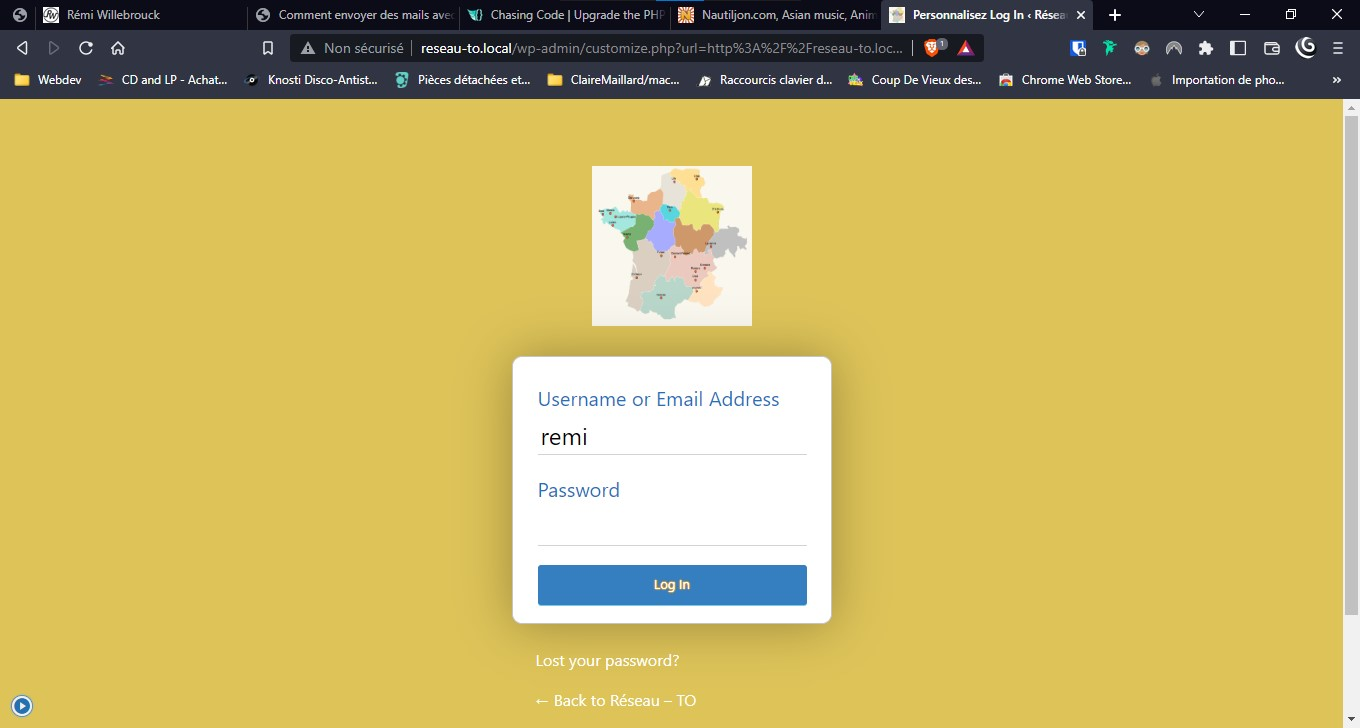 Rémi Willebrouck
Comment envoyer des mails avec
Chasing Code | Upgrade the PHP
Nautiljon.com, Asian music, Anim
Personnalisez Log In ‹ Résea
Non sécurisé
reseau-to.local/wp-admin/customize.php?url=http%3A%2F%2Freseau-to.loc...
1
Webdev
CD and LP - Achat...
Knosti Disco-Antist...
Pièces détachées et...
ClaireMaillard/mac...
Raccourcis clavier d...
Coup De Vieux des...
Chrome Web Store...
Importation de pho...
»
Username or Email Address
remi
Password
Log In
Lost your password?
← Back to Réseau – TO